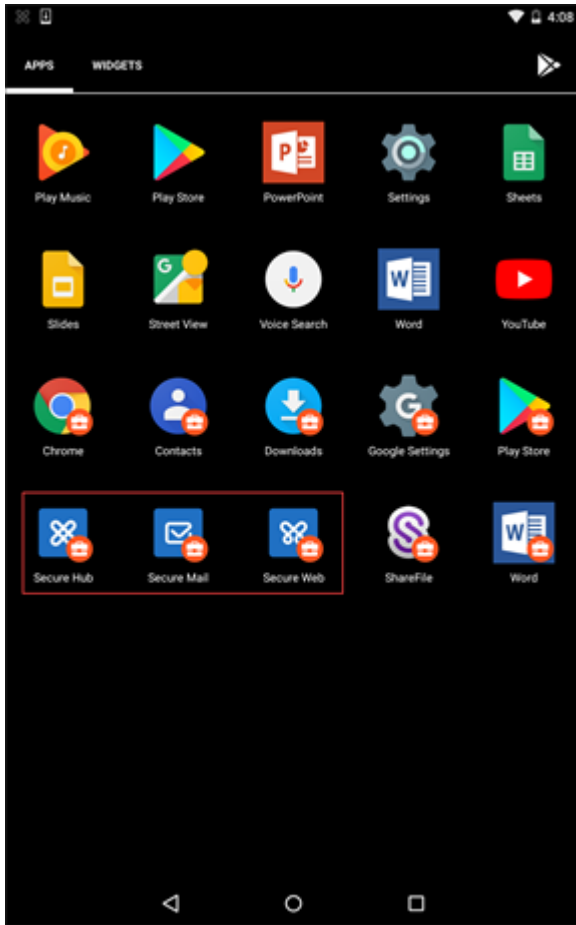 4:08
APPS WIDGETS
Play Music Play Store PowerPoint Settings Sheets
Slides Street View Voice Search Word YouTube
Chrome Contacts Downloads Google Settings Play Store
Secure Hub Secure Mail Secure Web ShareFile Word